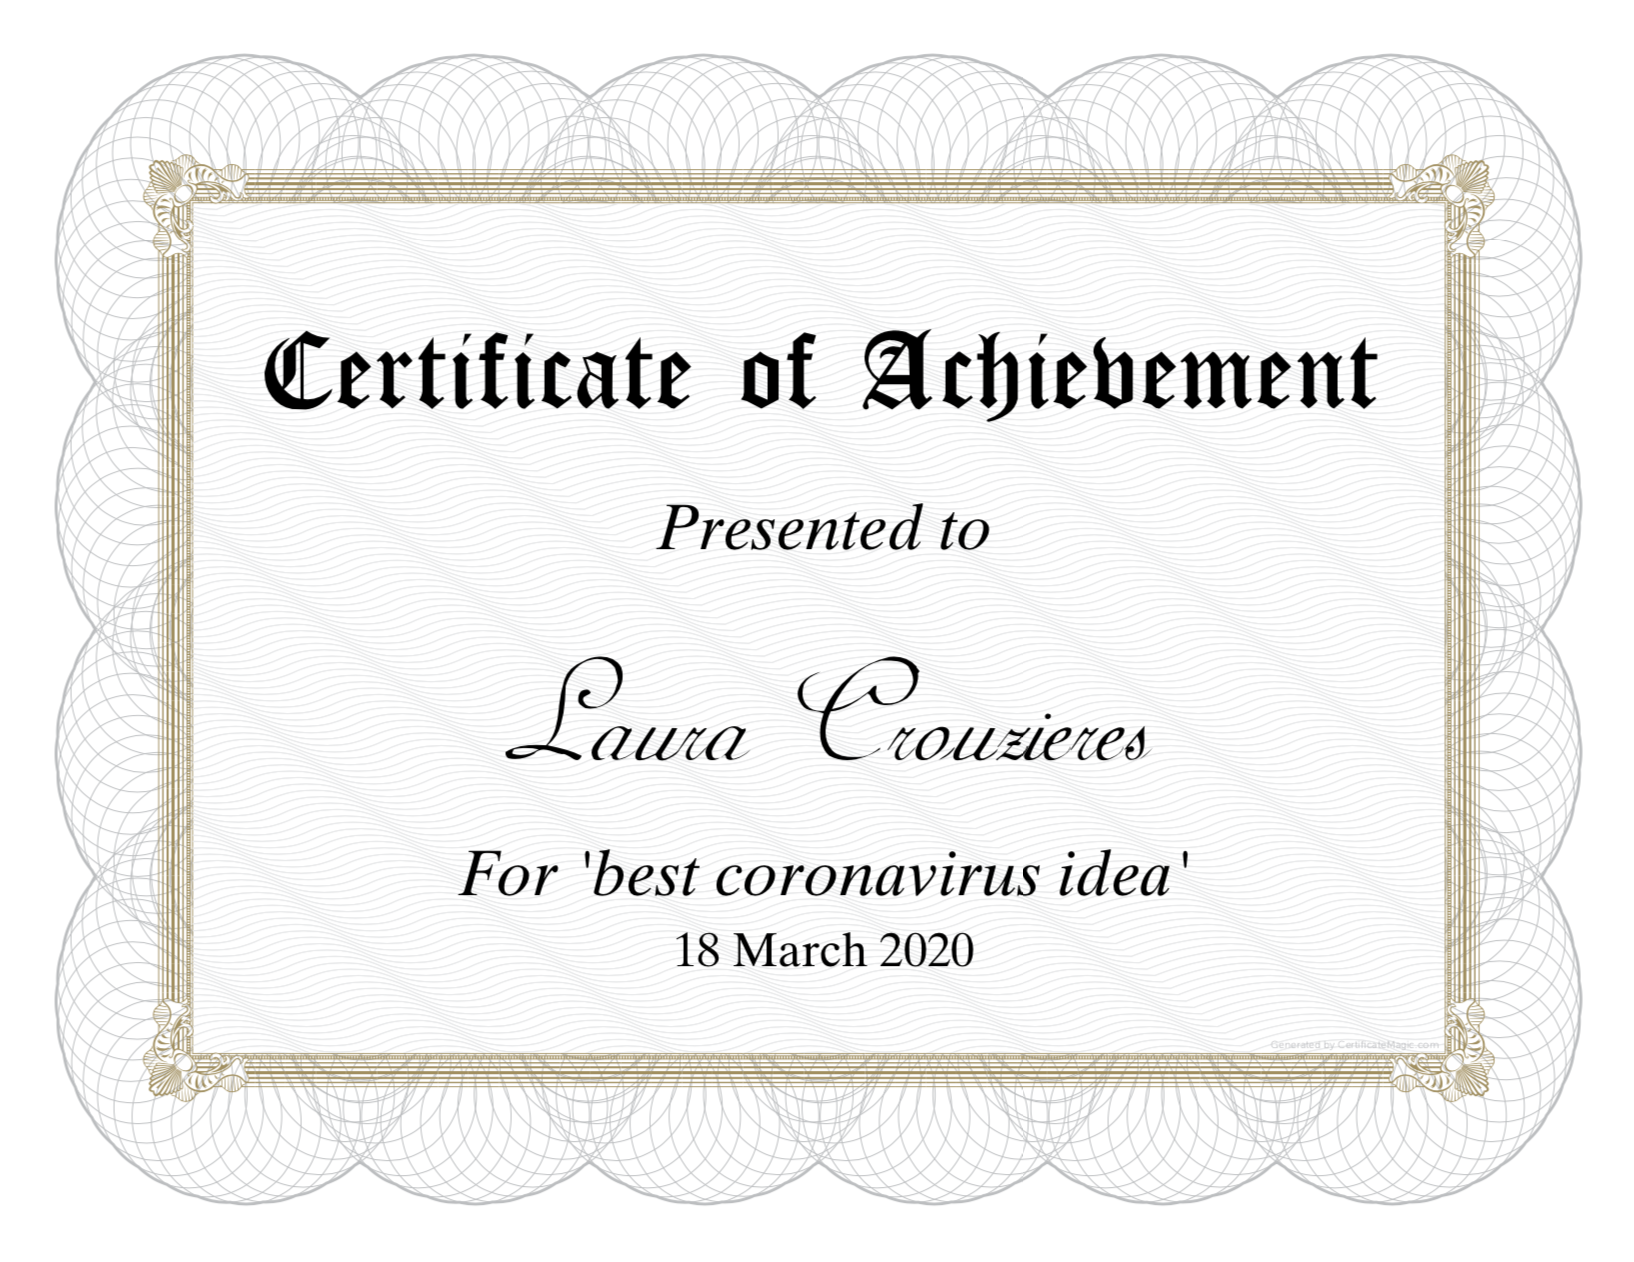 Certificate of Achievement
Presented to
Laura Crouzieres
For 'best coronavirus idea'
18 March 2020
Generated by CertificateMagic.com